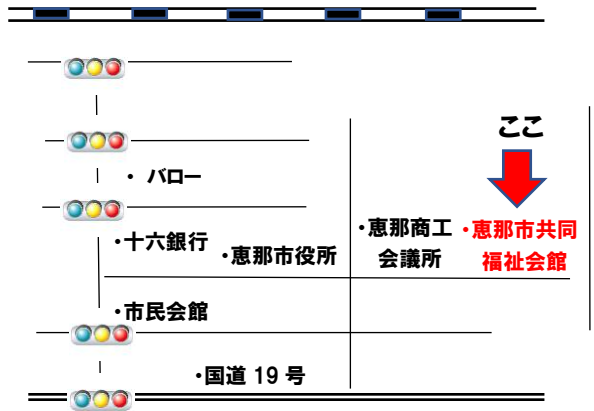 ここ
・バロー
・十六銀行
・恵那市役所
・恵那商工
会議所
・恵那市共同
福祉会館
・市民会館
・国道 19 号